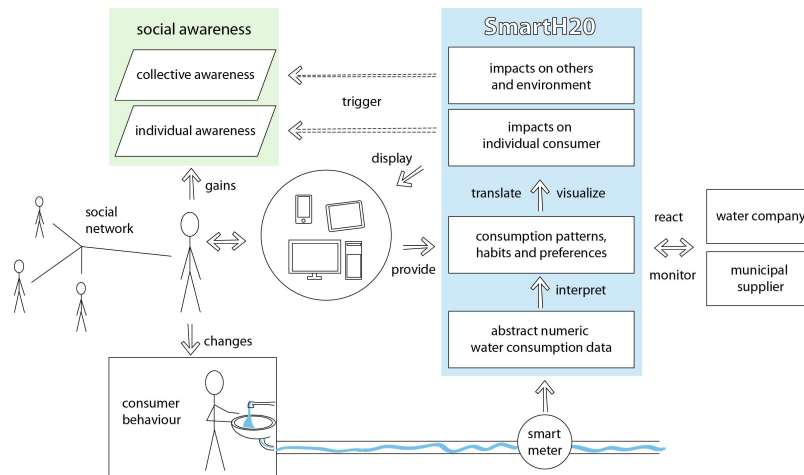 social awareness
collective awareness
individual awareness
SmartH20
impacts on others
and environment
impacts on
individual consumer
trigger
display
gains
translate
visualize
social
network
consumption patterns,
habits and preferences
provide
react
monitor
water company
municipal
supplier
interpret
abstract numeric
water consumption data
changes
consumer
behaviour
smart
meter